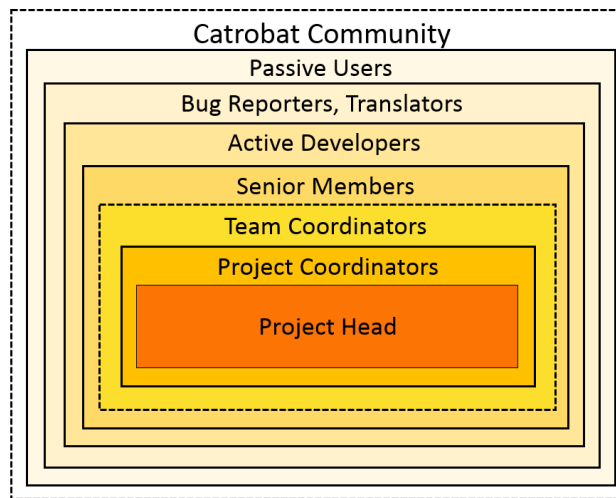 Catrobat Community
Passive Users
Bug Reporters, Translators
Active Developers
Senior Members
Team Coordinators
Project Coordinators
Project Head